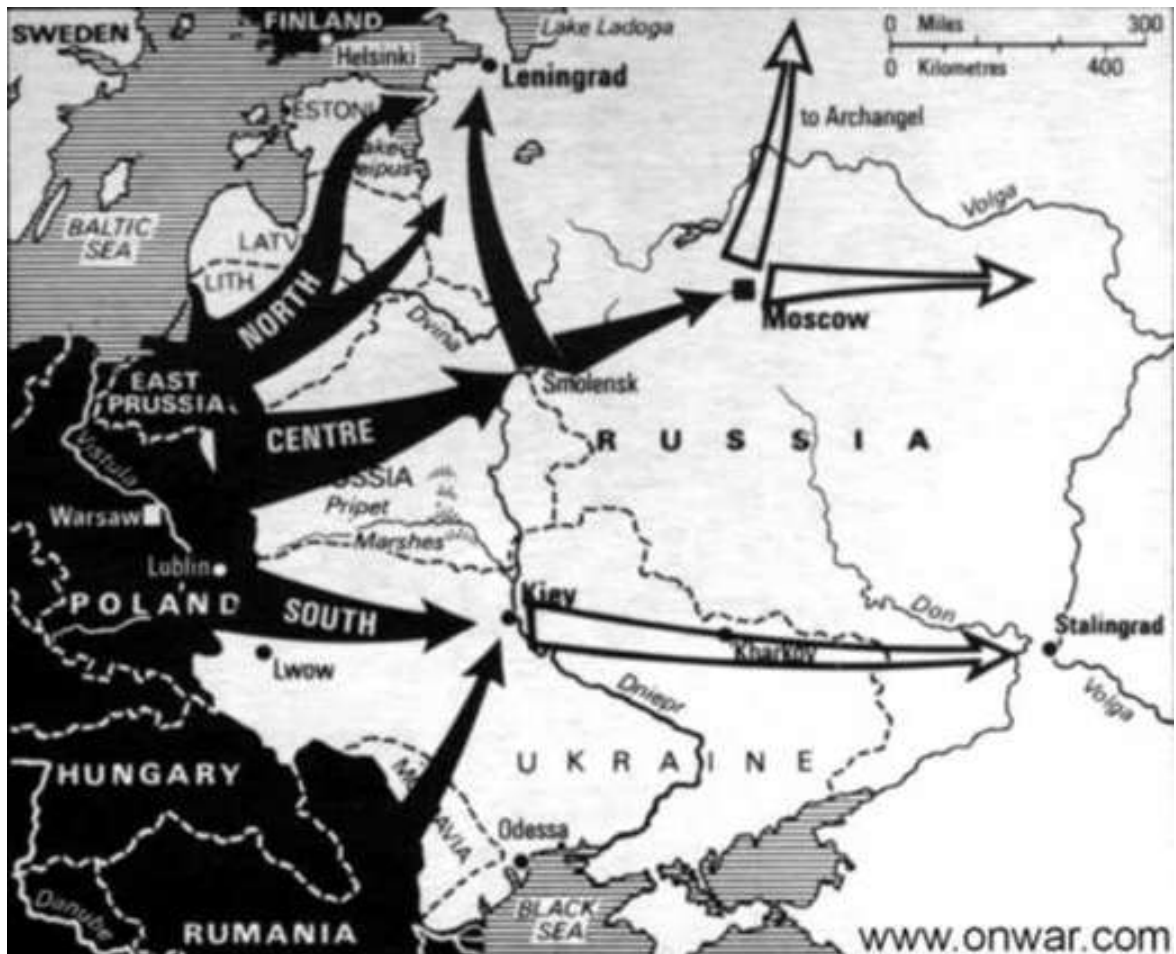 SWEDEN
FINLAND
Lake Ladoga
0 Miles 300
Helsinki
0 Kilometres 400
Leningrad
to Archangel
Volga
BALTIC
SEA
LITH.
NORTH
Dvina
Moscow
EAST
PRUSSIA
Smolensk
CENTRE
RUSSIA
Vistula
Pripet
Warsaw
Marshes
Lublin
POLAND
SOUTH
Kiev
Don
Stalingrad
Lwow
Kharkov
Dniepr
Volga
UKRAINE
HUNGARY
Odessa
Danube
BLACK
SEA
RUMANIA
www.onwar.com